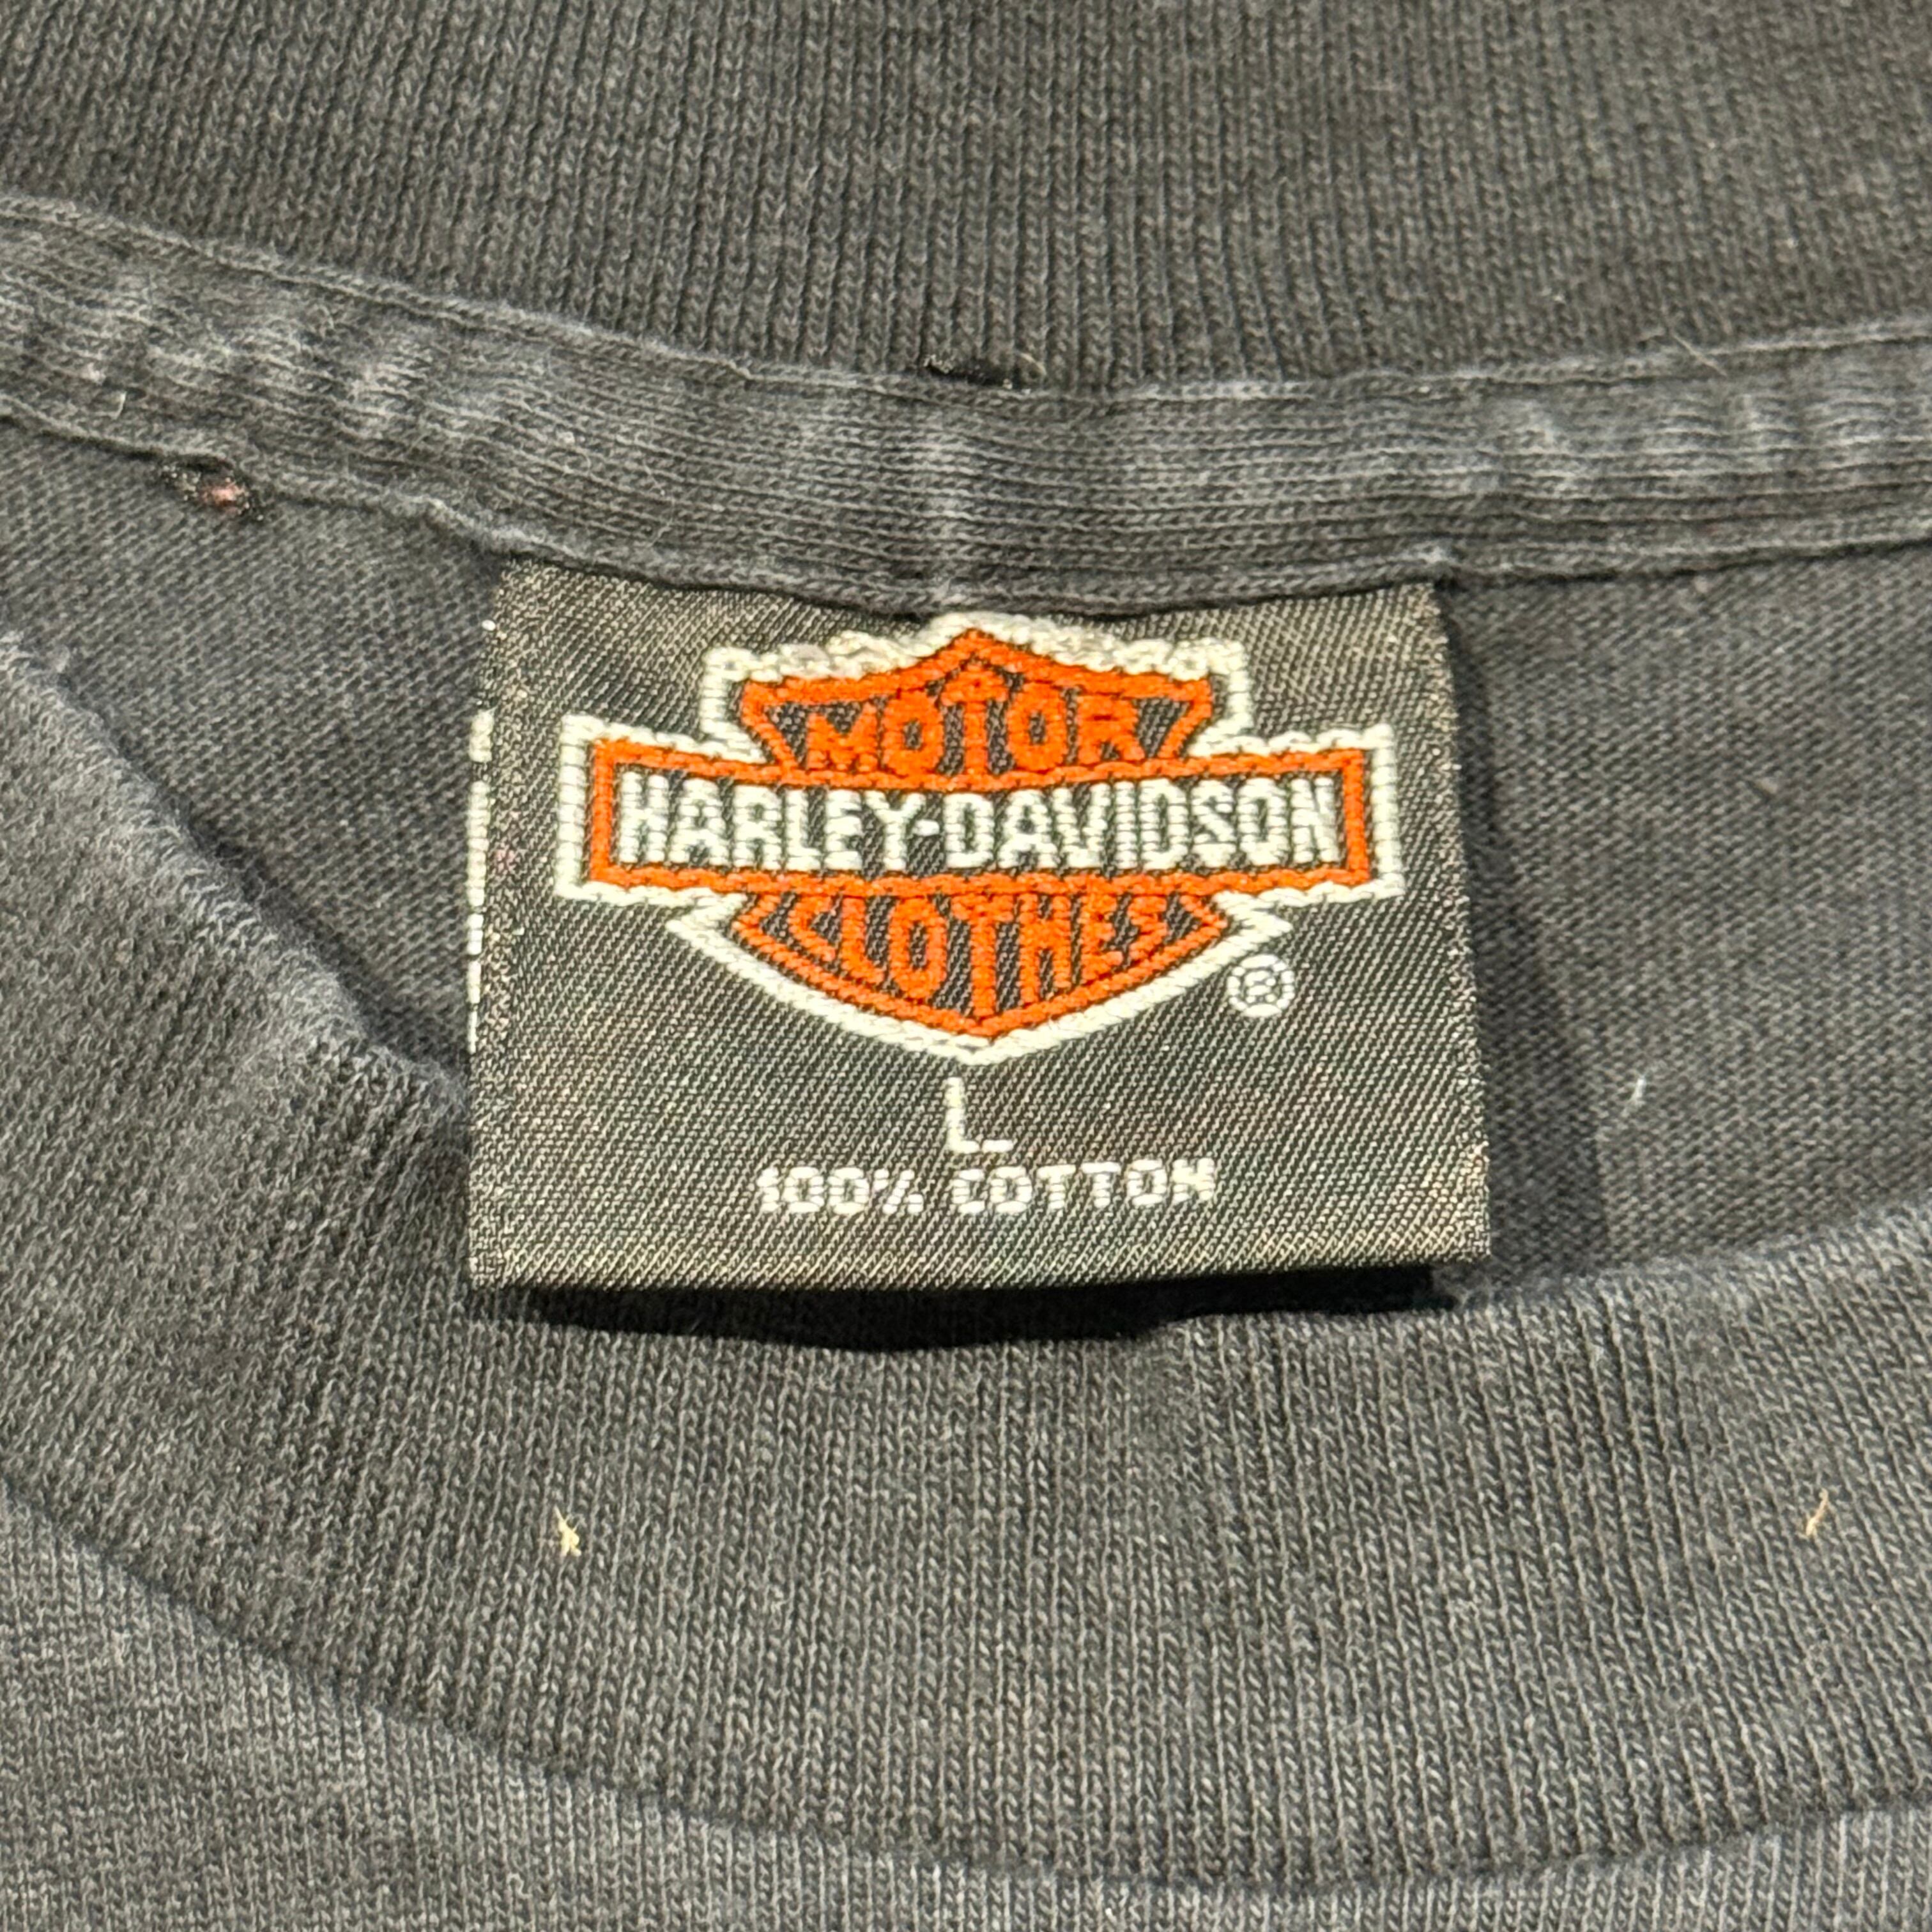 MOTOR
HARLEY-DAVIDSON
CLOTHES
®
L
100% COTTON